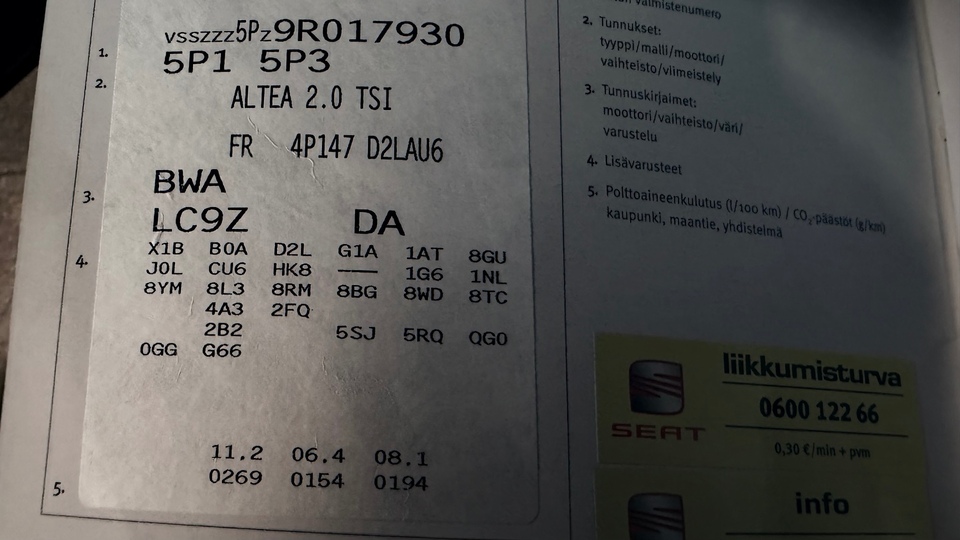 vsszzz5Pz9R017930
1.
5P1 5P3
2.
ALTEA 2.0 TSI
FR 4P147 D2LAU6
3.
BWA
LC9Z DA
4.
X1B B0A D2L G1A 1AT 8GU
J0L CU6 HK8 —— 1G6 1NL
8YM 8L3 8RM 8BG 8WD 8TC
4A3 2FQ
2B2 5SJ 5RQ QG0
0GG G66
11.2 06.4 08.1
0269 0154 0194
5.
valmistenumero
2. Tunnukset:
tyyppi/malli/moottori/
vaihteisto/viimeistely
3. Tunnuskirjaimet:
moottori/vaihteisto/väri/
varustelu
4. Lisävarusteet
5. Polttoaineenkulutus (l/100 km) / CO₂-päästöt (g/km)
kaupunki, maantie, yhdistelmä
liikkumisturva
SEAT
0600 122 66
0,30 €/min + pvm
info